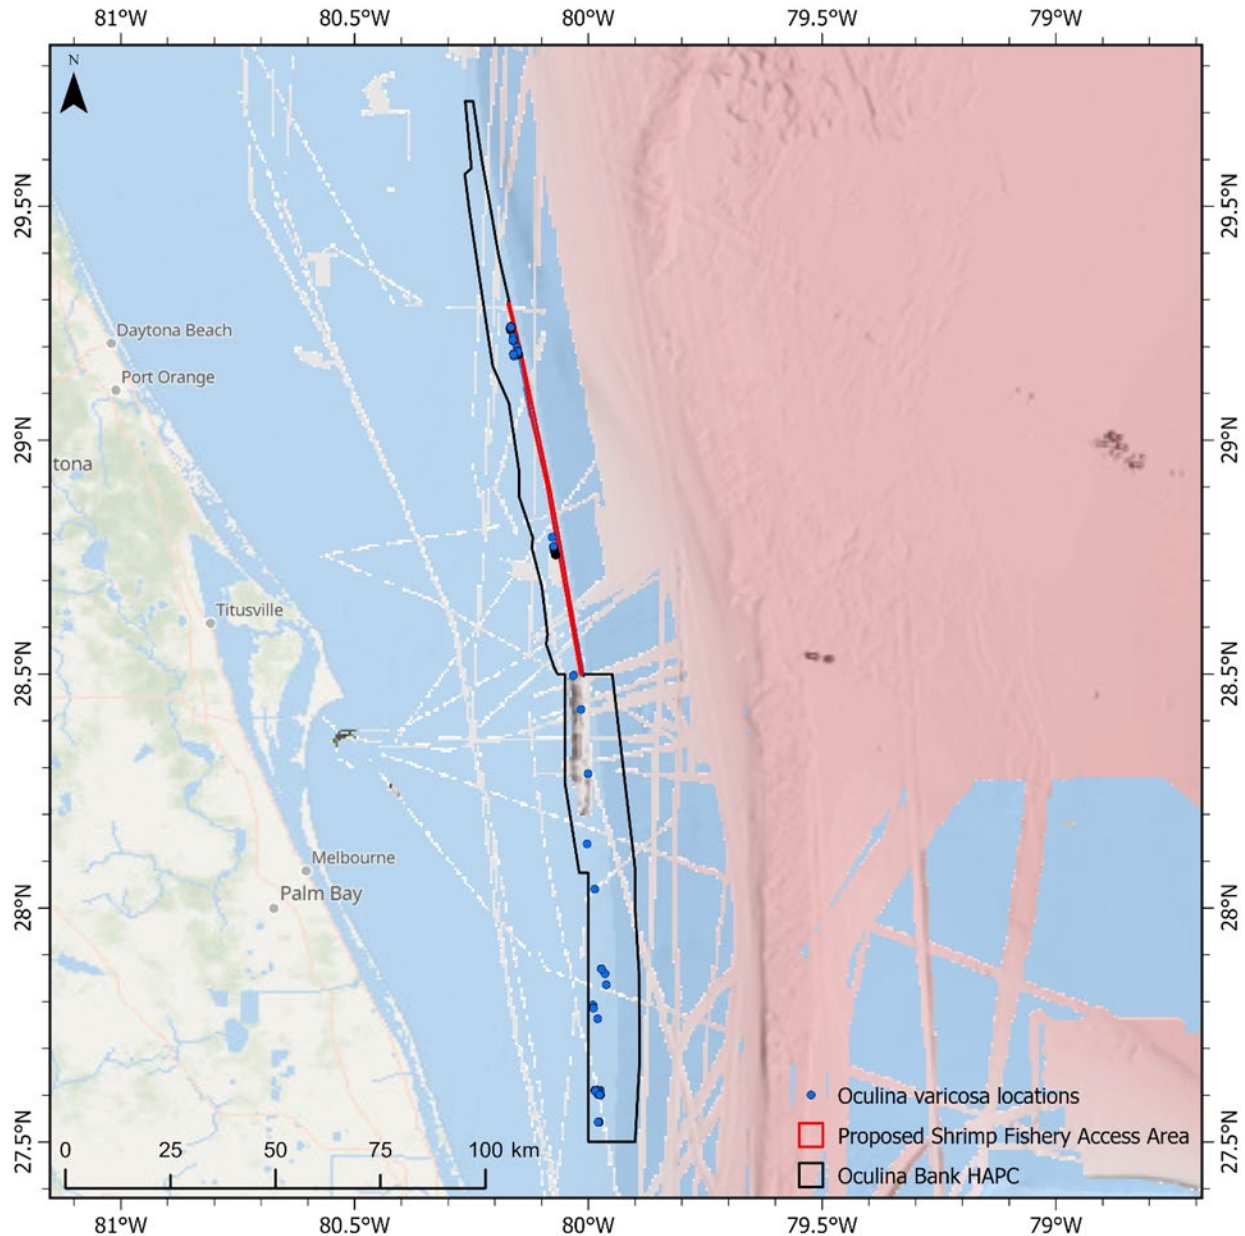 81°W 80.5°W 80°W 79.5°W 79°W
N
29.5°N 29.5°N
Daytona Beach
Port Orange
29°N 29°N
tona
Titusville
28.5°N 28.5°N
Melbourne
Palm Bay
28°N 28°N
Oculina varicosa locations
Proposed Shrimp Fishery Access Area
27.5°N 27.5°N
0 25 50 75 100 km
Oculina Bank HAPC
81°W 80.5°W 80°W 79.5°W 79°W